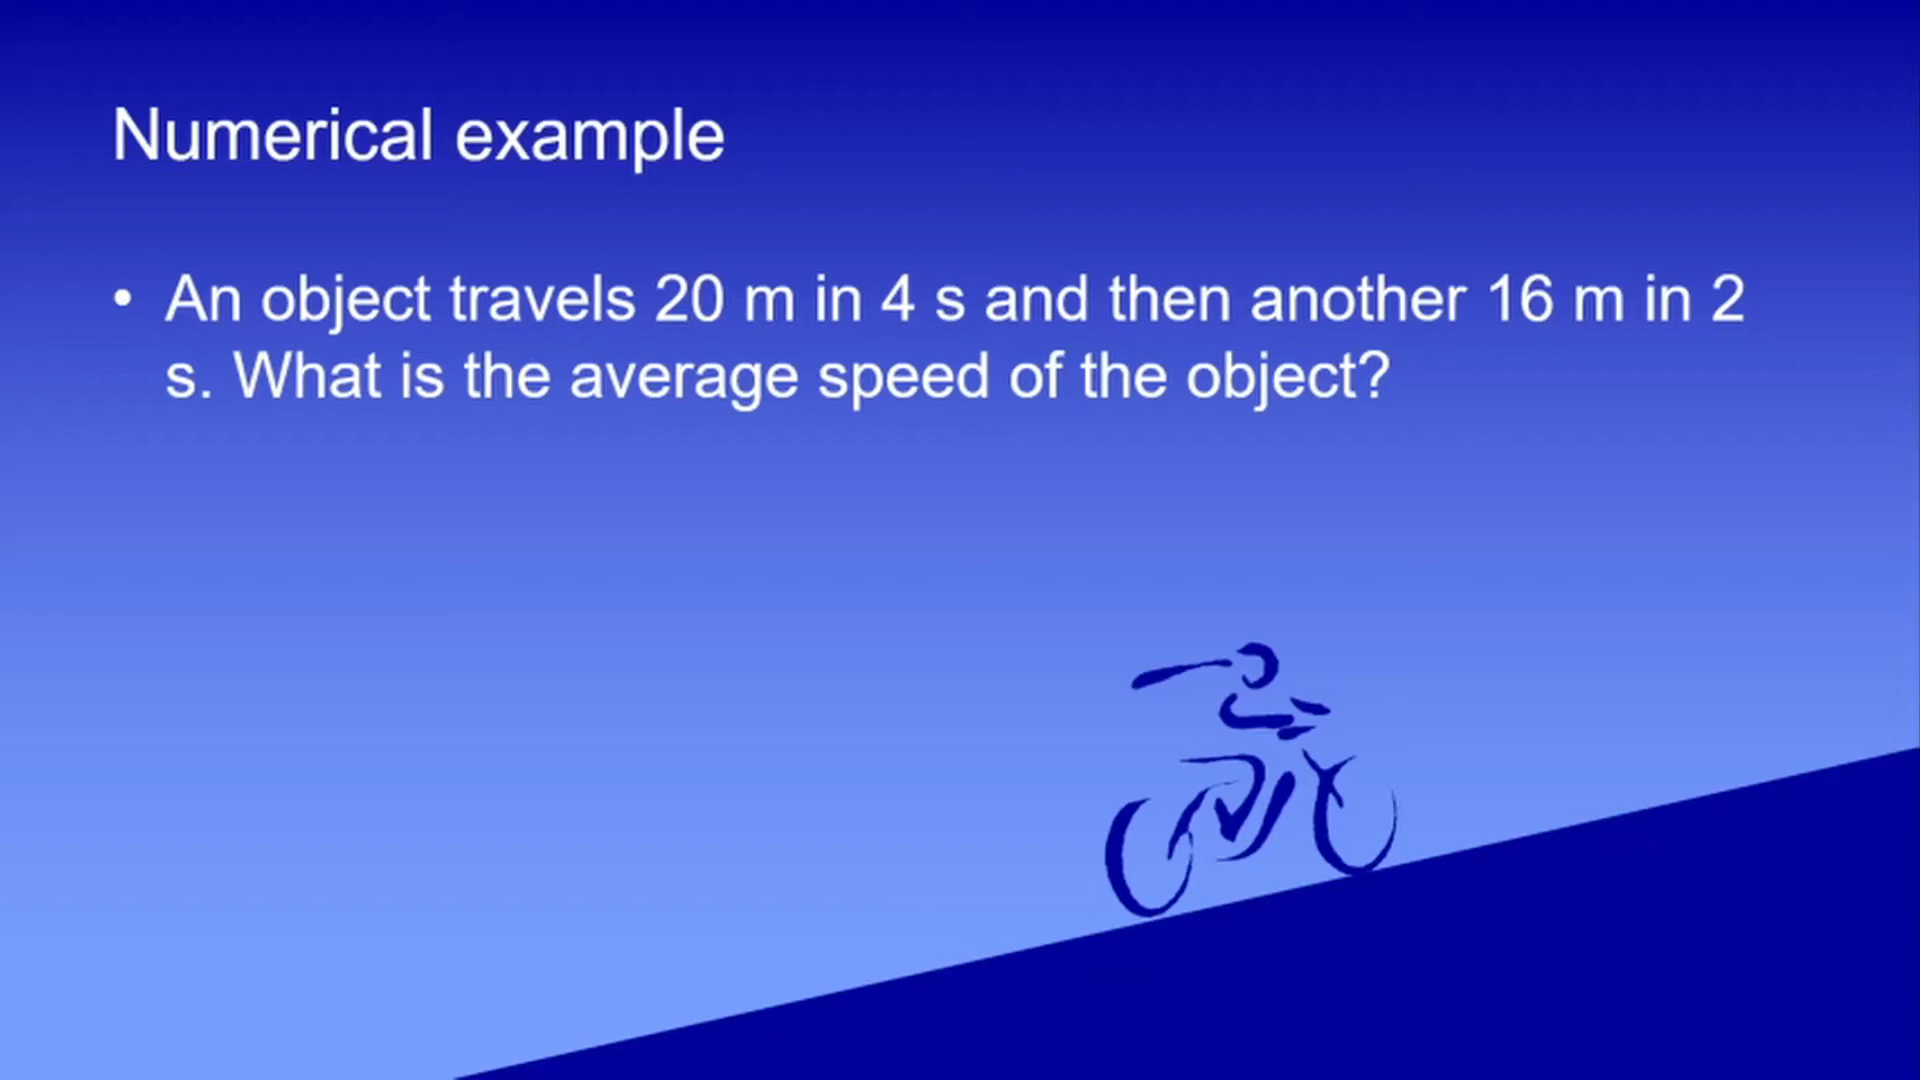 Numerical example
• An object travels 20 m in 4 s and then another 16 m in 2
s. What is the average speed of the object?